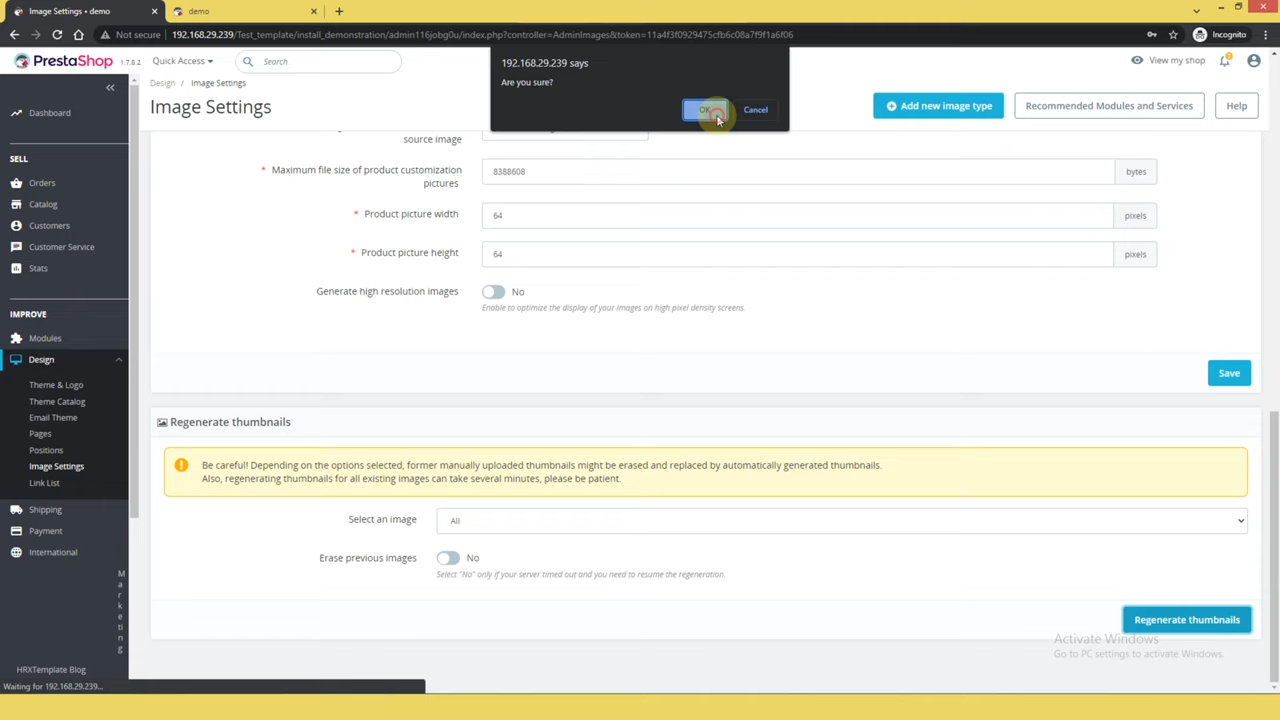 Image Settings • demo
demo
Not secure
192.168.29.239/Test_template/install_demonstration/admin116jobg0u/index.php?controller=AdminImages&token=11a4f3f0929475cfb6c08a7f9f1a6f06
Incognito
PrestaShop
1.7.8.2
Quick Access
Search
View my shop
192.168.29.239 says
Are you sure?
OK
Cancel
Design / Image Settings
Image Settings
Add new image type
Recommended Modules and Services
Help
Dashboard
SELL
Orders
Catalog
Customers
Customer Service
Stats
IMPROVE
Modules
Design
Theme & Logo
Theme Catalog
Email Theme
Pages
Positions
Image Settings
Link List
Shipping
Payment
International
M
a
r
k
e
ti
n
g
HRXTemplate Blog
source image
* Maximum file size of product customization
pictures
8388608
bytes
* Product picture width
64
pixels
* Product picture height
64
pixels
Generate high resolution images
No
Enable to optimize the display of your images on high pixel density screens.
Save
Regenerate thumbnails
Be careful! Depending on the options selected, former manually uploaded thumbnails might be erased and replaced by automatically generated thumbnails.
Also, regenerating thumbnails for all existing images can take several minutes, please be patient.
Select an image
All
Erase previous images
No
Select "No" only if your server timed out and you need to resume the regeneration.
Regenerate thumbnails
Activate Windows
Go to PC settings to activate Windows.
Waiting for 192.168.29.239...